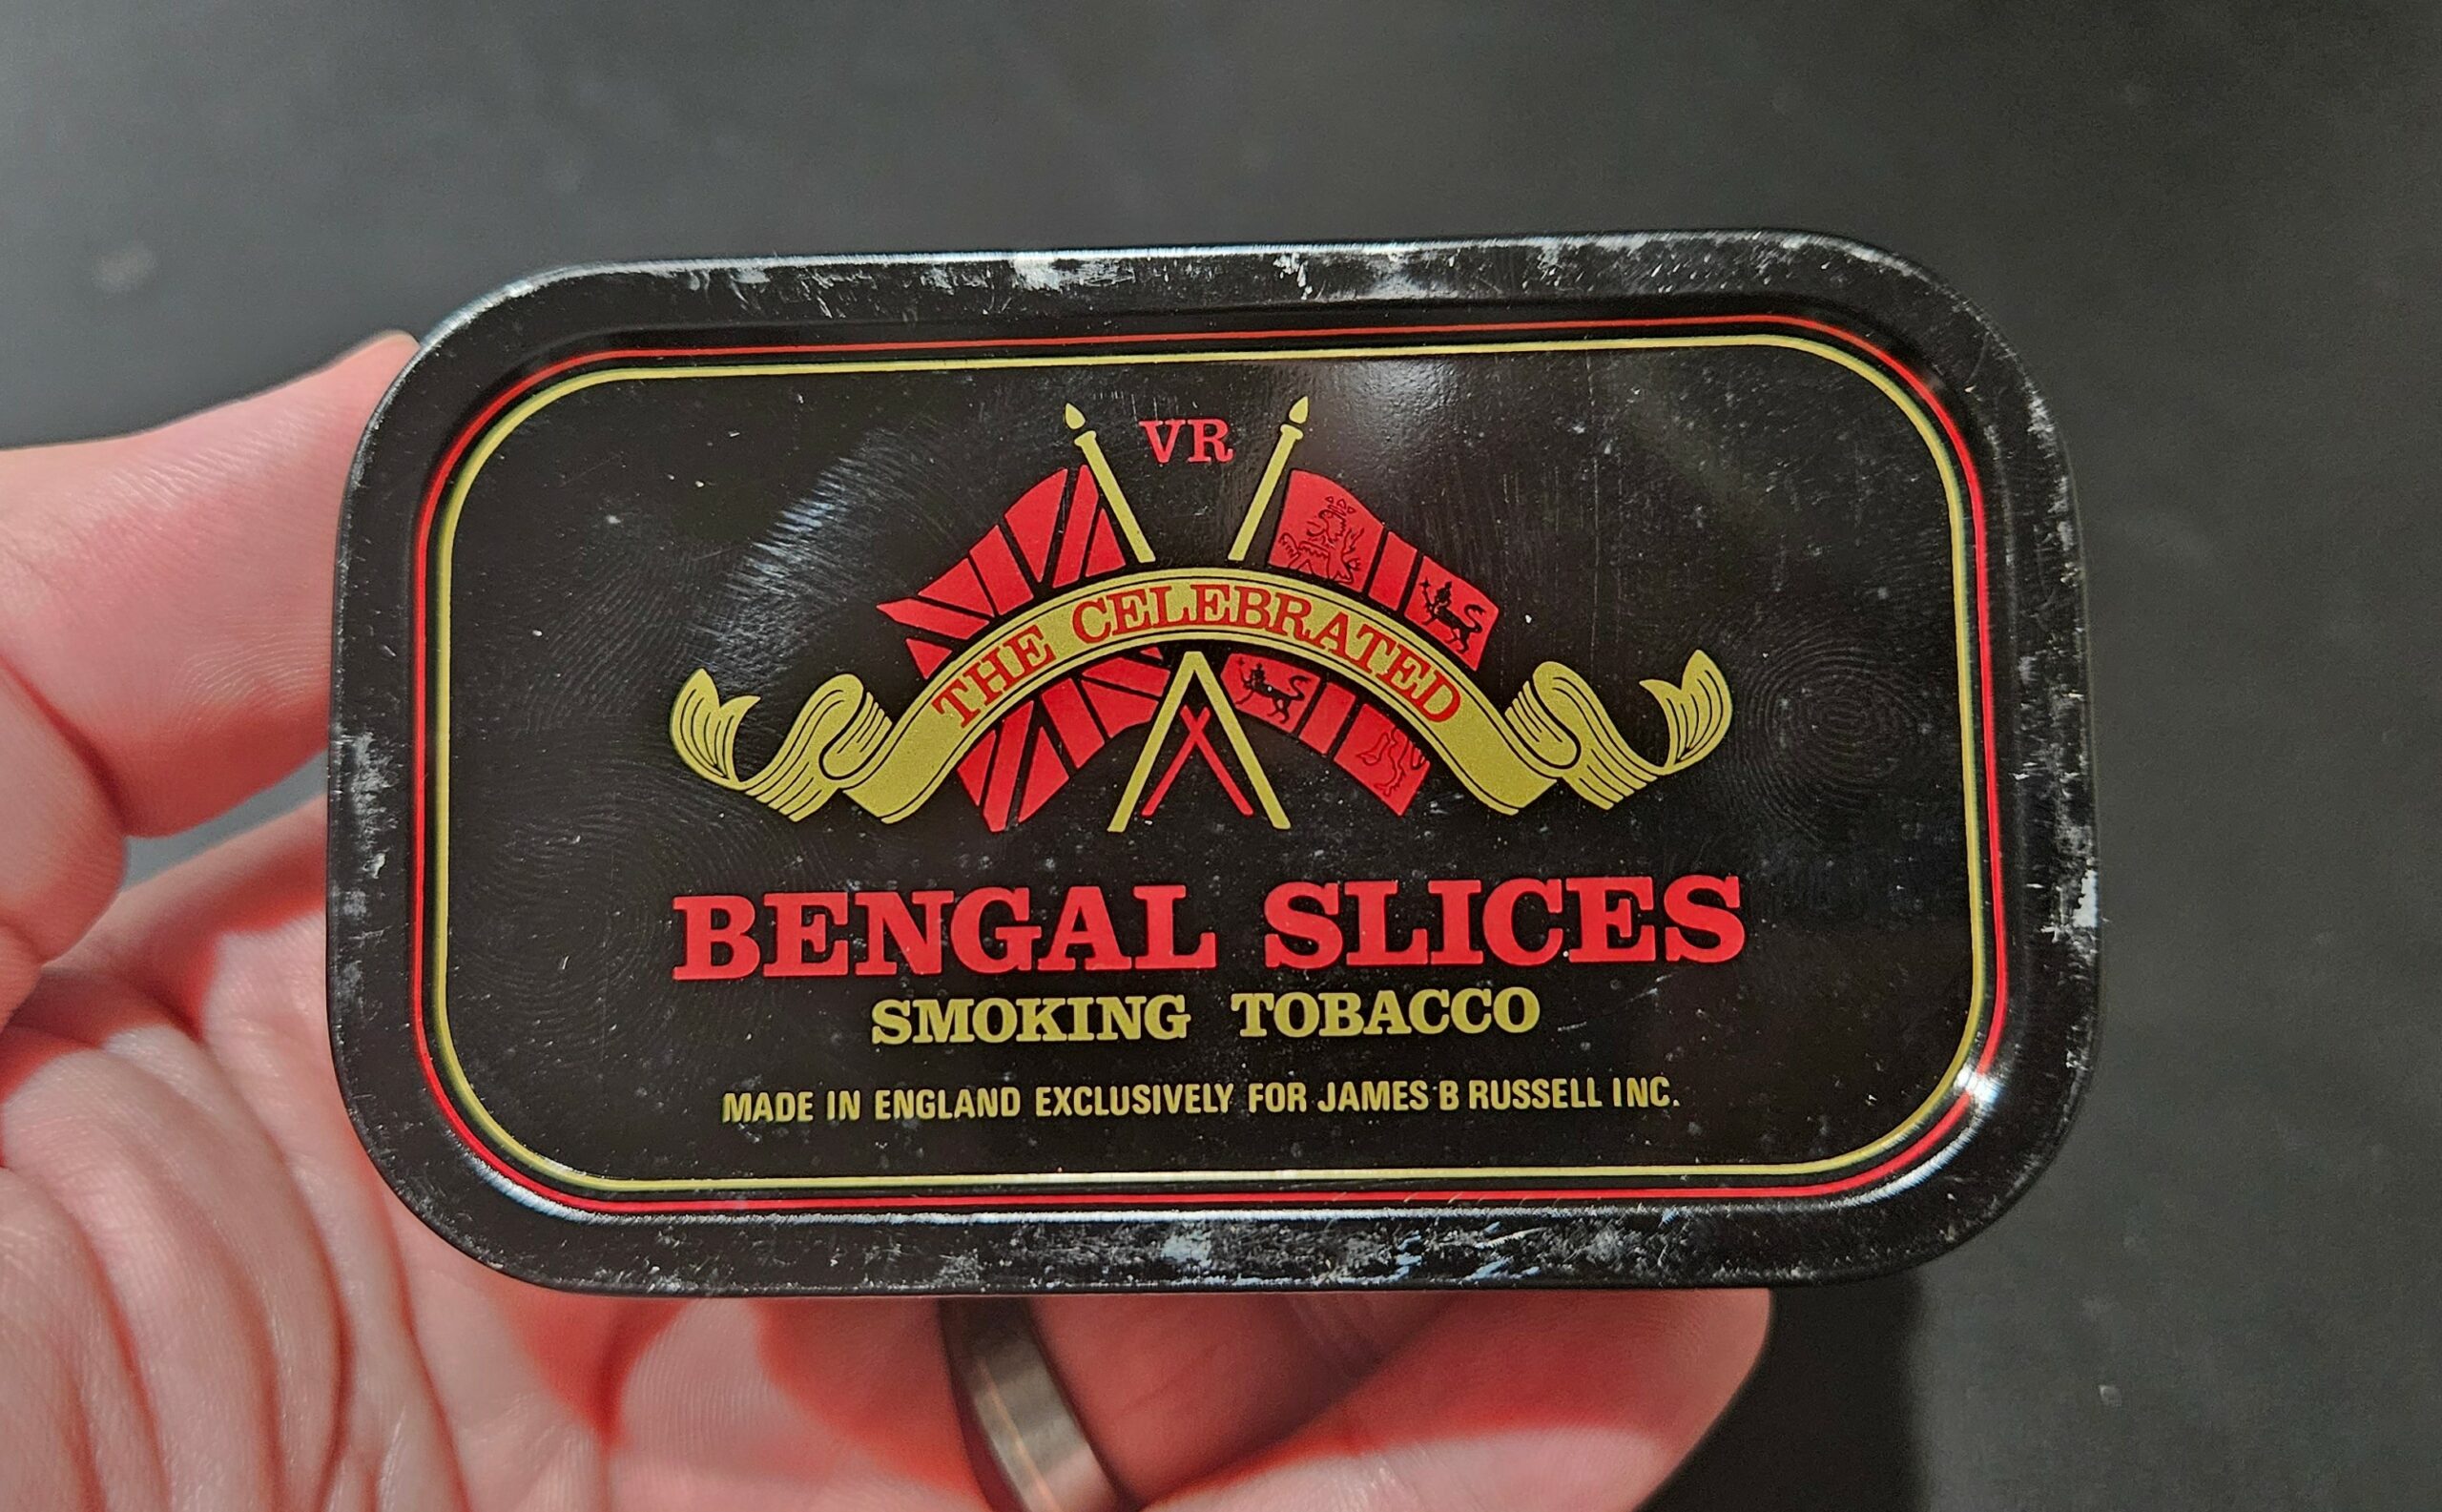 VR
THE CELEBRATED
BENGAL SLICES
SMOKING TOBACCO
MADE IN ENGLAND EXCLUSIVELY FOR JAMES B RUSSELL INC.